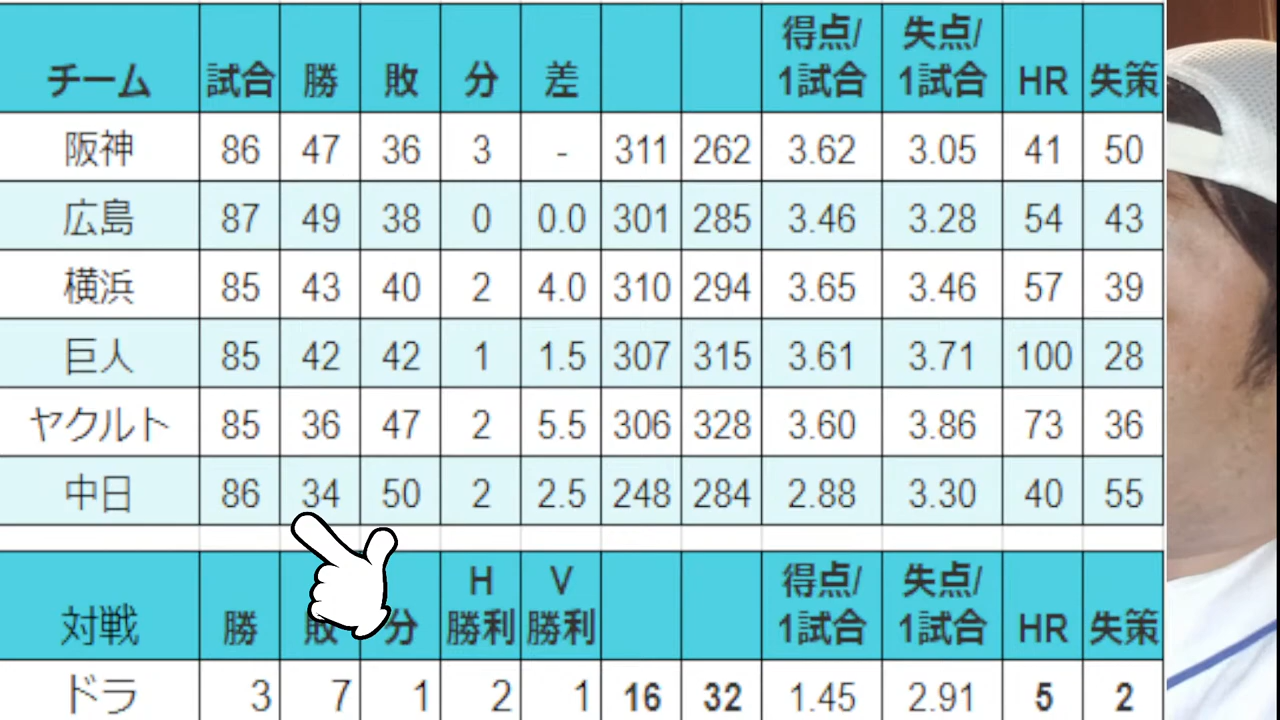 チーム 試合 勝 敗 分 差 得点/1試合 失点/1試合 HR 失策
阪神 86 47 36 3 - 311 262 3.62 3.05 41 50
広島 87 49 38 0 0.0 301 285 3.46 3.28 54 43
横浜 85 43 40 2 4.0 310 294 3.65 3.46 57 39
巨人 85 42 42 1 1.5 307 315 3.61 3.71 100 28
ヤクルト 85 36 47 2 5.5 306 328 3.60 3.86 73 36
中日 86 34 50 2 2.5 248 284 2.88 3.30 40 55
対戦 勝 敗 分 H勝利 V勝利 得点/1試合 失点/1試合 HR 失策
ドラ 3 7 1 2 1 16 32 1.45 2.91 5 2